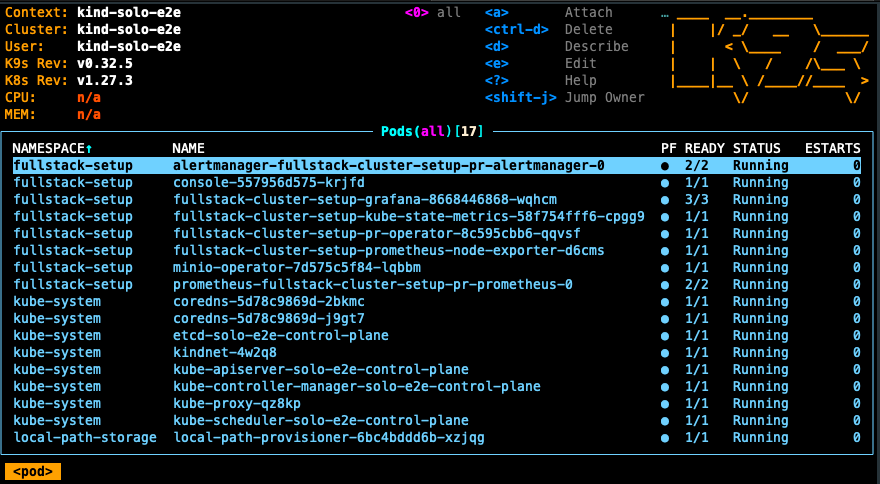 Context: kind-solo-e2e <0> all <a> Attach …
Cluster: kind-solo-e2e <ctrl-d> Delete
User: kind-solo-e2e <d> Describe
K9s Rev: v0.32.5 <e> Edit
K8s Rev: v1.27.3 <?> Help
CPU: n/a <shift-j> Jump Owner
MEM: n/a
Pods(all)[17]
NAMESPACE↑ NAME PF READY STATUS ESTARTS
fullstack-setup alertmanager-fullstack-cluster-setup-pr-alertmanager-0 ● 2/2 Running 0
fullstack-setup console-557956d575-krjfd ● 1/1 Running 0
fullstack-setup fullstack-cluster-setup-grafana-8668446868-wqhcm ● 3/3 Running 0
fullstack-setup fullstack-cluster-setup-kube-state-metrics-58f754fff6-cpgg9 ● 1/1 Running 0
fullstack-setup fullstack-cluster-setup-pr-operator-8c595cbb6-qqvsf ● 1/1 Running 0
fullstack-setup fullstack-cluster-setup-prometheus-node-exporter-d6cms ● 1/1 Running 0
fullstack-setup minio-operator-7d575c5f84-lqbbm ● 1/1 Running 0
fullstack-setup prometheus-fullstack-cluster-setup-pr-prometheus-0 ● 2/2 Running 0
kube-system coredns-5d78c9869d-2bkmc ● 1/1 Running 0
kube-system coredns-5d78c9869d-j9gt7 ● 1/1 Running 0
kube-system etcd-solo-e2e-control-plane ● 1/1 Running 0
kube-system kindnet-4w2q8 ● 1/1 Running 0
kube-system kube-apiserver-solo-e2e-control-plane ● 1/1 Running 0
kube-system kube-controller-manager-solo-e2e-control-plane ● 1/1 Running 0
kube-system kube-proxy-qz8kp ● 1/1 Running 0
kube-system kube-scheduler-solo-e2e-control-plane ● 1/1 Running 0
local-path-storage local-path-provisioner-6bc4bddd6b-xzjqg ● 1/1 Running 0
<pod>